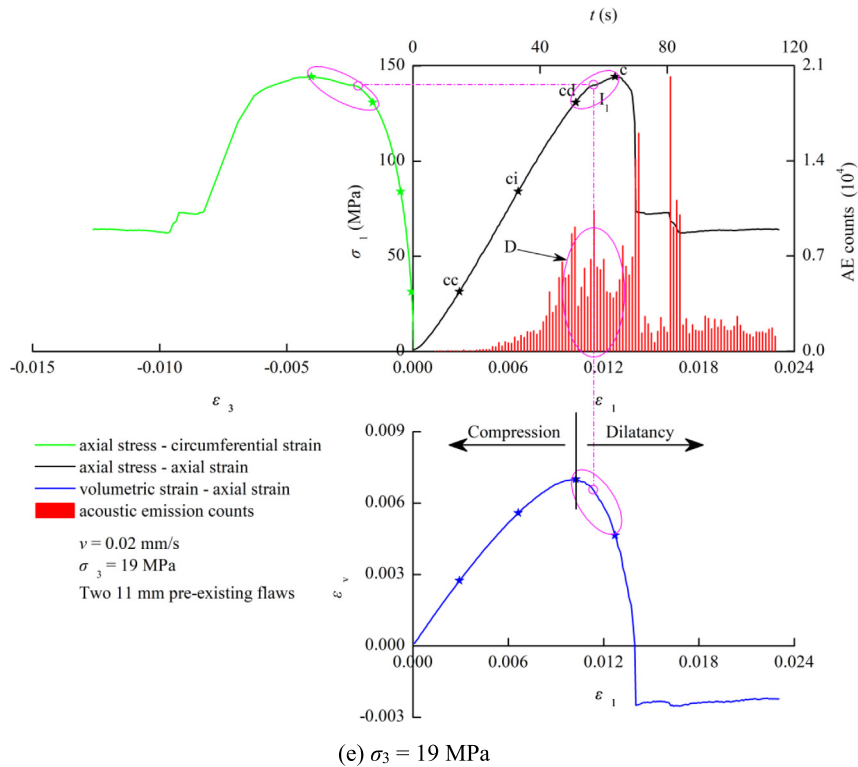 t (s)
0 40 80 120
150
100
50
0
σ 1 (MPa)
2.1
1.4
0.7
0.0
AE counts (10⁴)
c
cd
I₁
ci
D
cc
-0.015 -0.010 -0.005 0.000 0.006 0.012 0.018 0.024
ε 3
ε 1
axial stress - circumferential strain
axial stress - axial strain
volumetric strain - axial strain
acoustic emission counts
v = 0.02 mm/s
σ 3 = 19 MPa
Two 11 mm pre-existing flaws
Compression Dilatancy
0.009
0.006
0.003
0.000
-0.003
ε v
0.000 0.006 0.012 0.018 0.024
ε 1
(e) σ₃ = 19 MPa